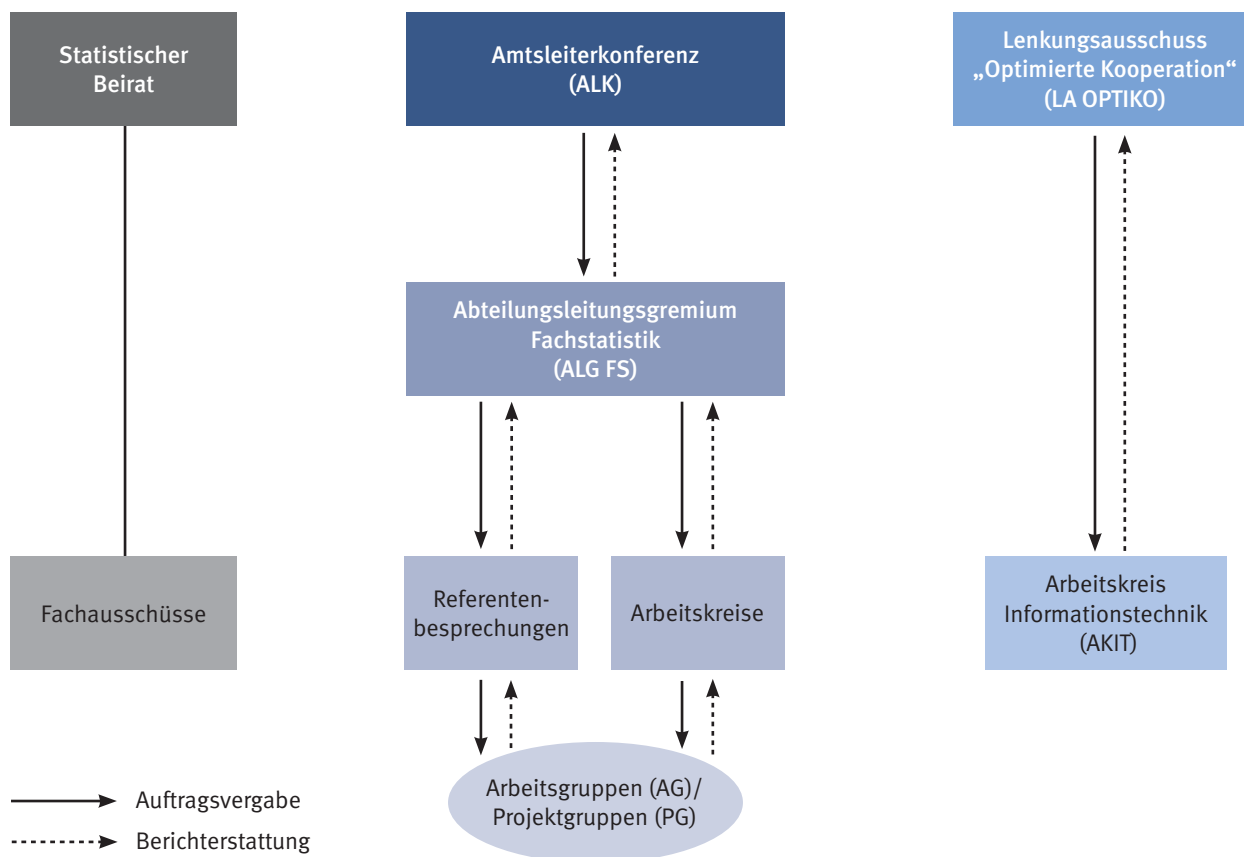 Statistischer
Beirat
Amtsleiterkonferenz
(ALK)
Lenkungsausschuss
„Optimierte Kooperation“
(LA OPTIKO)
Abteilungsleitungsgremium
Fachstatistik
(ALG FS)
Fachausschüsse
Referenten-
besprechungen
Arbeitskreise
Arbeitskreis
Informationstechnik
(AKIT)
Arbeitsgruppen (AG)/
Projektgruppen (PG)
Auftragsvergabe
Berichterstattung